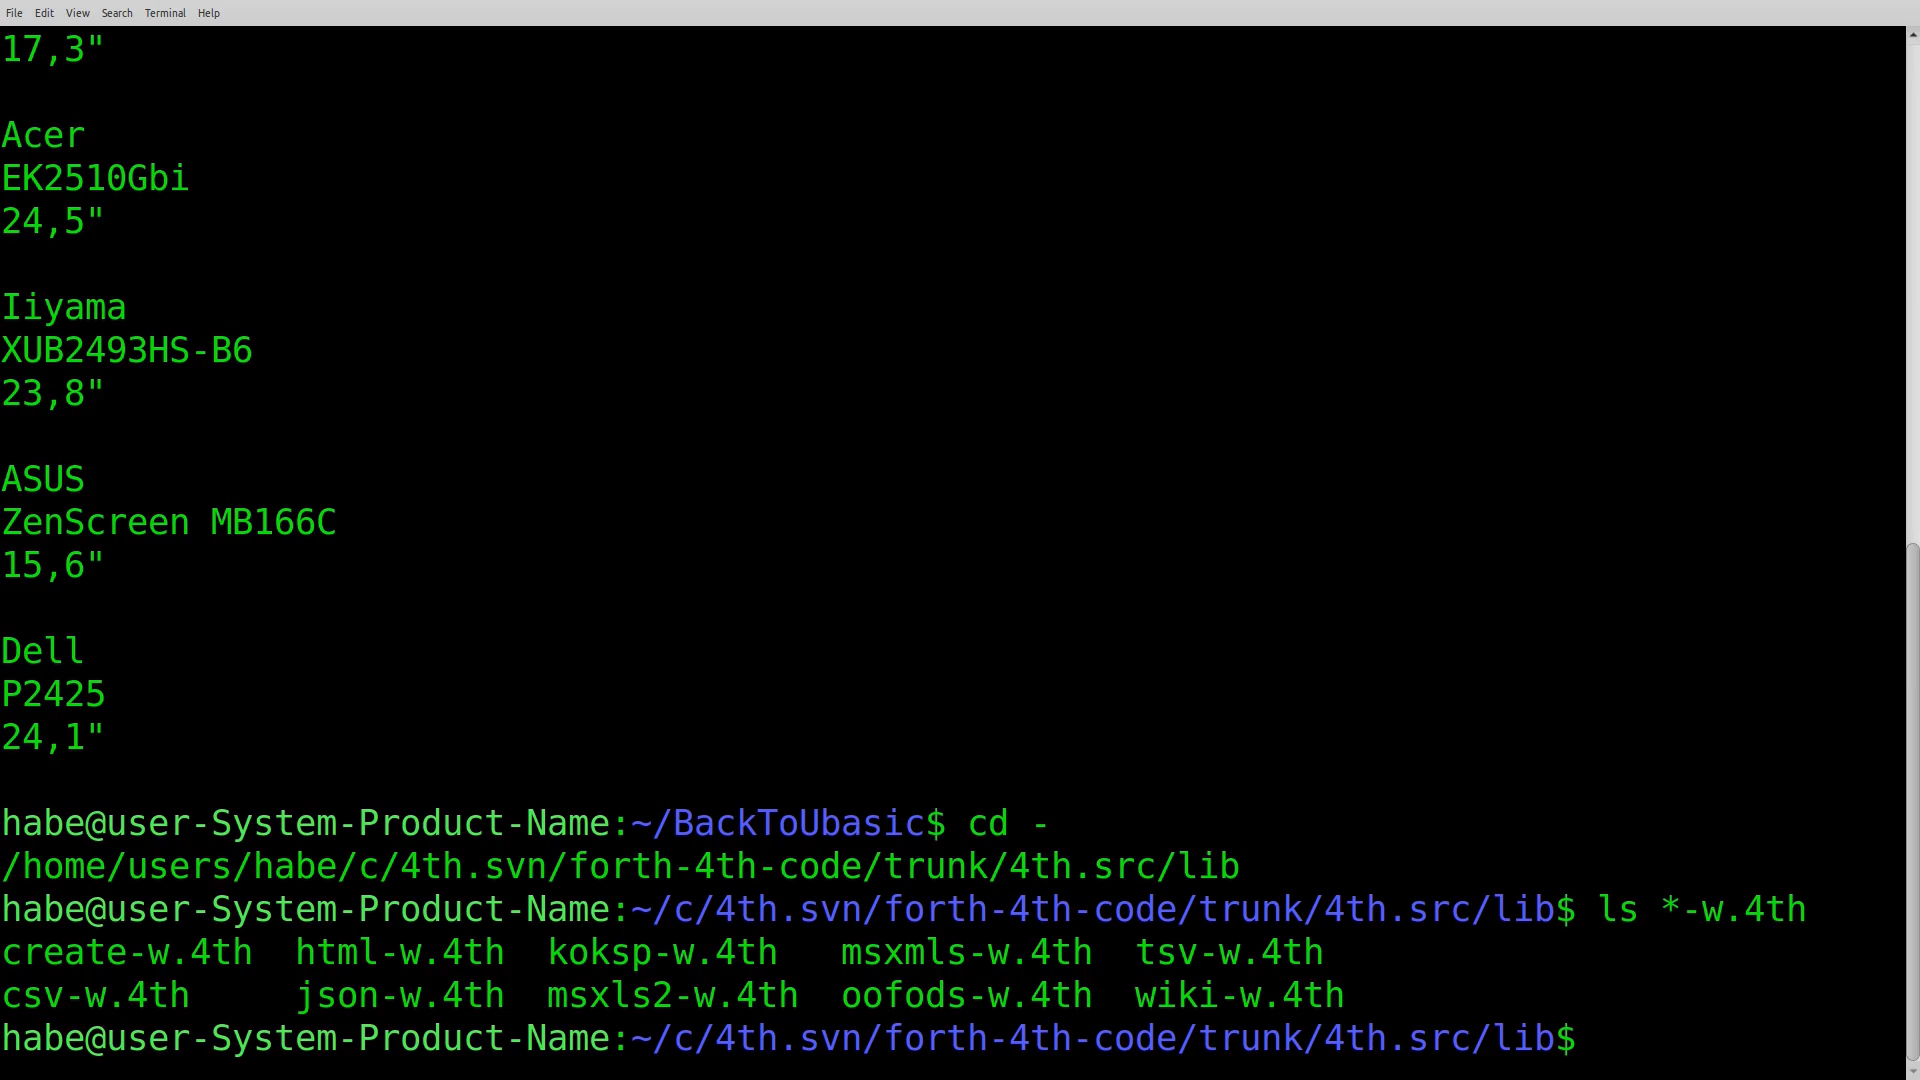 File Edit View Search Terminal Help
17,3"
Acer
EK2510Gbi
24,5"
Iiyama
XUB2493HS-B6
23,8"
ASUS
ZenScreen MB166C
15,6"
Dell
P2425
24,1"
habe@user-System-Product-Name:~/BackToUbasic$ cd -
/home/users/habe/c/4th.svn/forth-4th-code/trunk/4th.src/lib
habe@user-System-Product-Name:~/c/4th.svn/forth-4th-code/trunk/4th.src/lib$ ls *-w.4th
create-w.4th  html-w.4th  koksp-w.4th   msxmls-w.4th  tsv-w.4th
csv-w.4th     json-w.4th  msxls2-w.4th  oofods-w.4th  wiki-w.4th
habe@user-System-Product-Name:~/c/4th.svn/forth-4th-code/trunk/4th.src/lib$